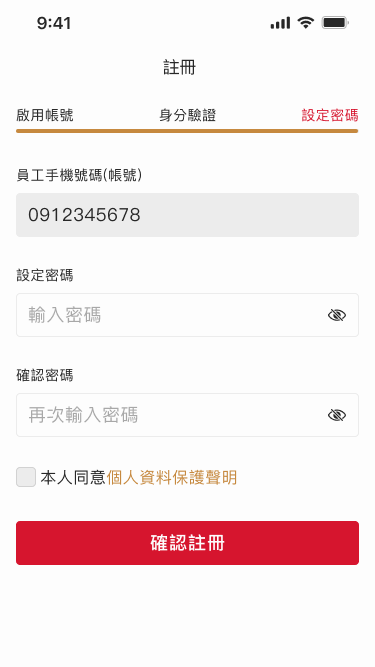 9:41
註冊
啟用帳號 身分驗證 設定密碼
員工手機號碼(帳號)
0912345678
設定密碼
輸入密碼
確認密碼
再次輸入密碼
本人同意個人資料保護聲明
確認註冊